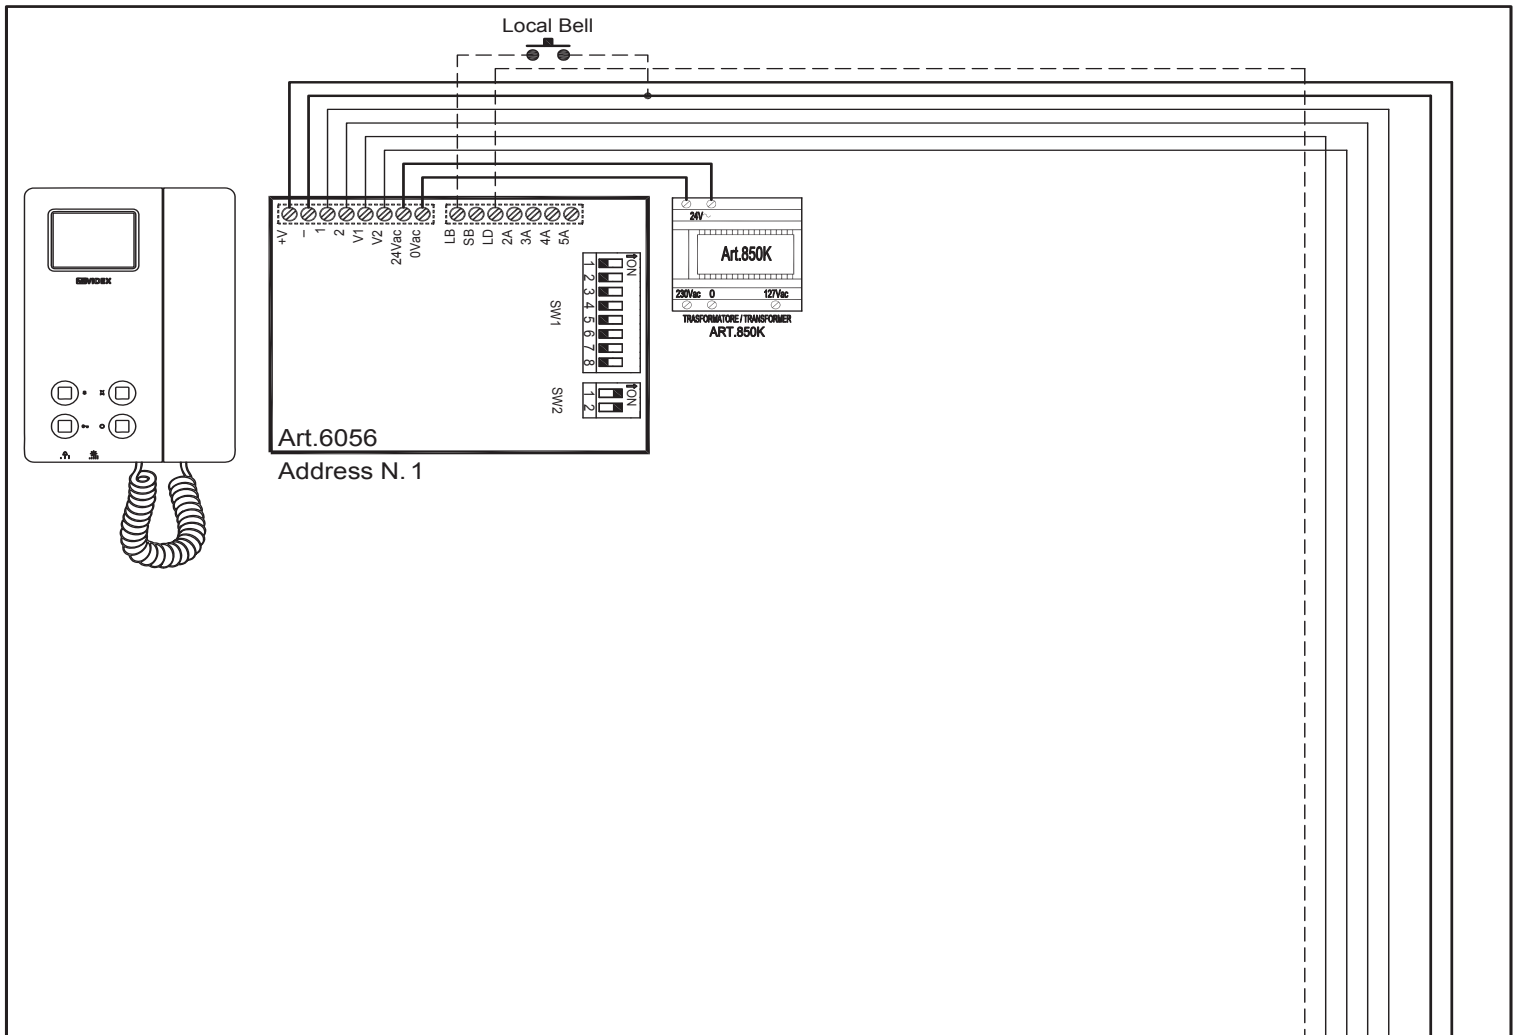 Local Bell
+V
–
1
2
V1
V2
24Vac
0Vac
LB
SB
LD
2A
3A
4A
5A
24V~
Art.850K
230Vac 0 127Vac
TRASFORMATORE / TRANSFORMER
ART.850K
VIDEX
SW1
ON
1
2
3
4
5
6
7
8
SW2
ON
1
2
Art.6056
Address N. 1